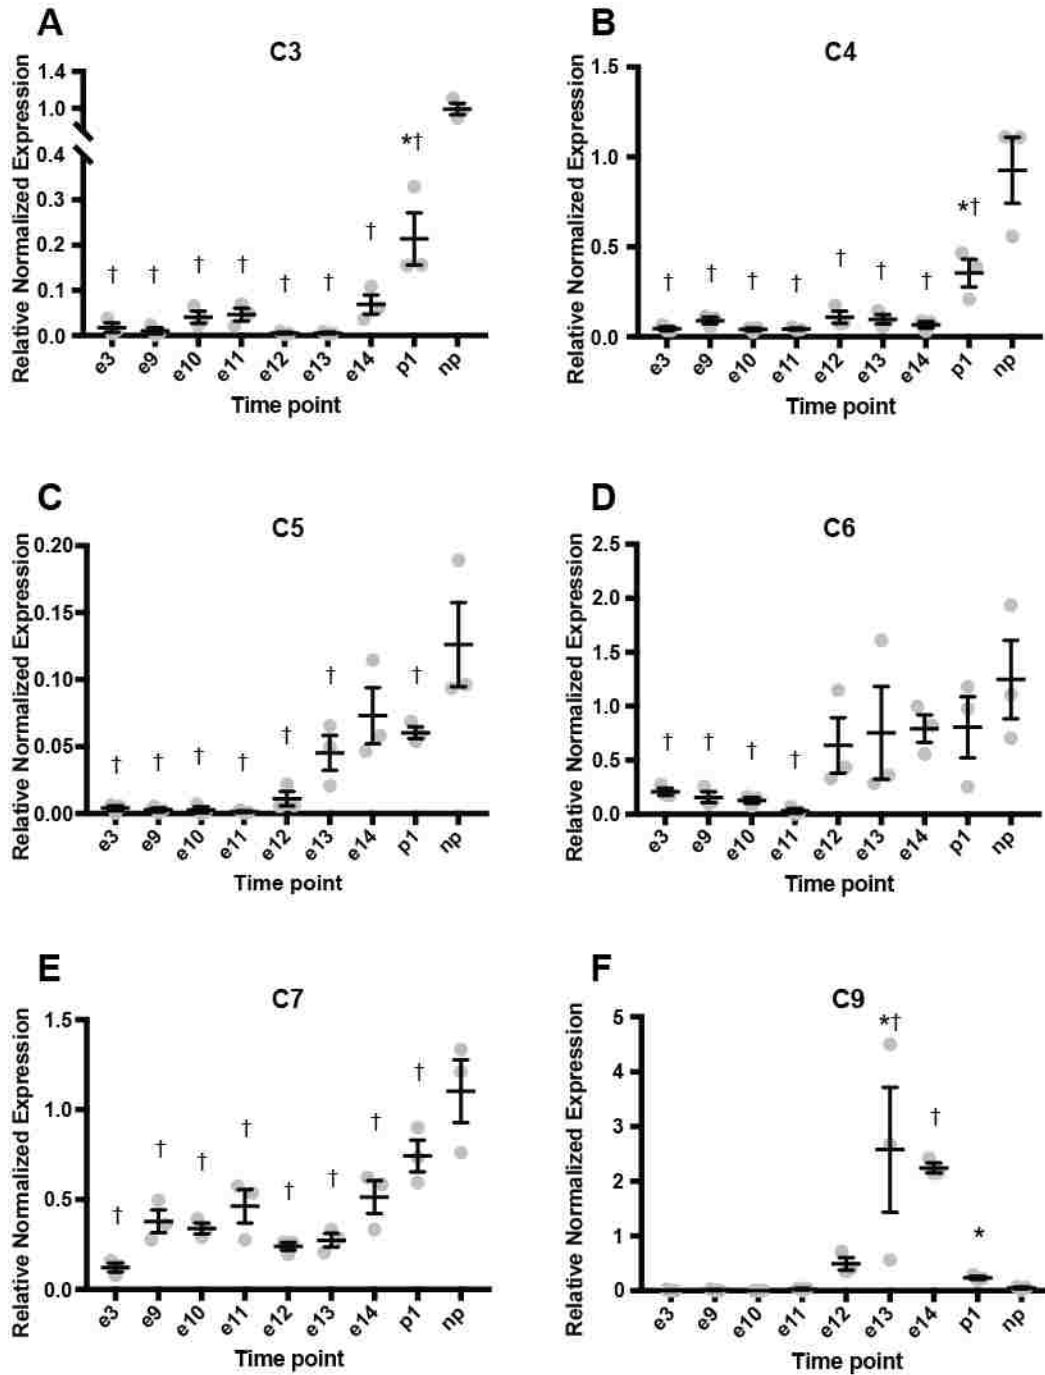 A
C3
Relative Normalized Expression
1.4
1.0
0.4
0.3
0.2
0.1
0.0
† † † † † † † *†
e3 e9 e10 e11 e12 e13 e14 p1 np
Time point
B
C4
Relative Normalized Expression
1.5
1.0
0.5
0.0
† † † † † † † *†
e3 e9 e10 e11 e12 e13 e14 p1 np
Time point
C
C5
Relative Normalized Expression
0.20
0.15
0.10
0.05
0.00
† † † † † † †
e3 e9 e10 e11 e12 e13 e14 p1 np
Time point
D
C6
Relative Normalized Expression
2.5
2.0
1.5
1.0
0.5
0.0
† † † †
e3 e9 e10 e11 e12 e13 e14 p1 np
Time point
E
C7
Relative Normalized Expression
1.5
1.0
0.5
0.0
† † † † † † † †
e3 e9 e10 e11 e12 e13 e14 p1 np
Time point
F
C9
Relative Normalized Expression
5
4
3
2
1
0
*† † *
e3 e9 e10 e11 e12 e13 e14 p1 np
Time point